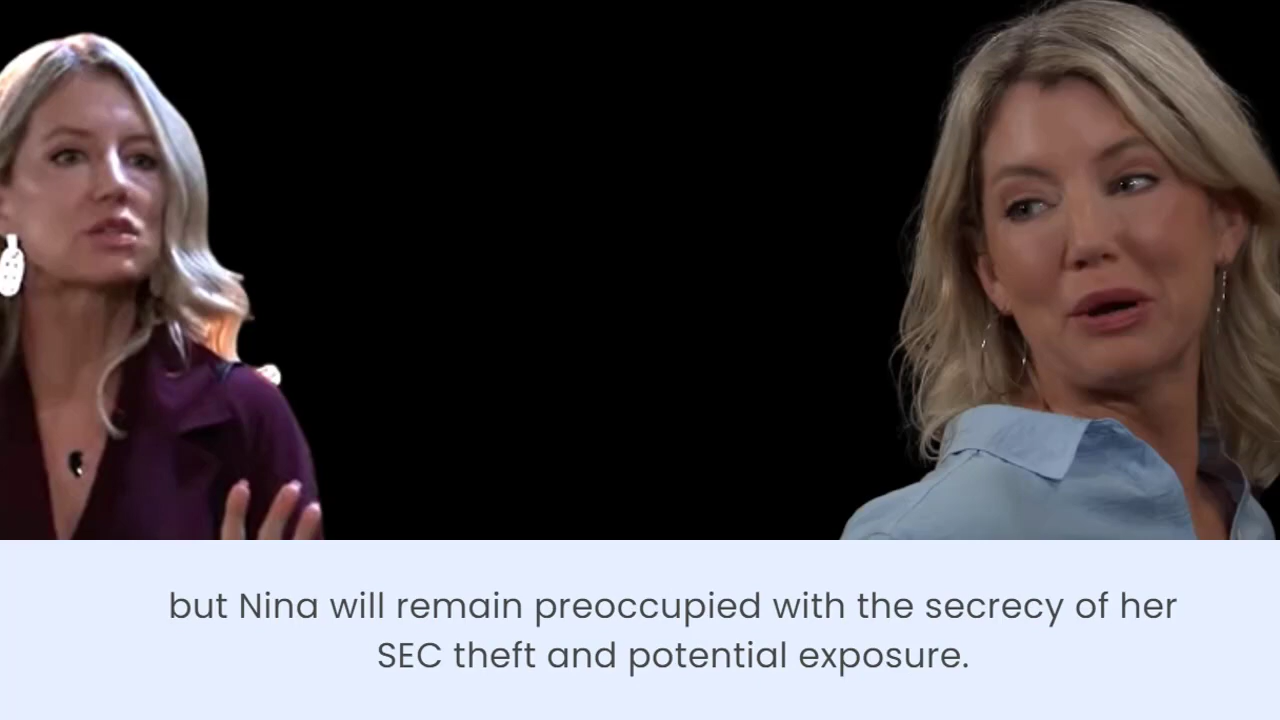 but Nina will remain preoccupied with the secrecy of her
SEC theft and potential exposure.